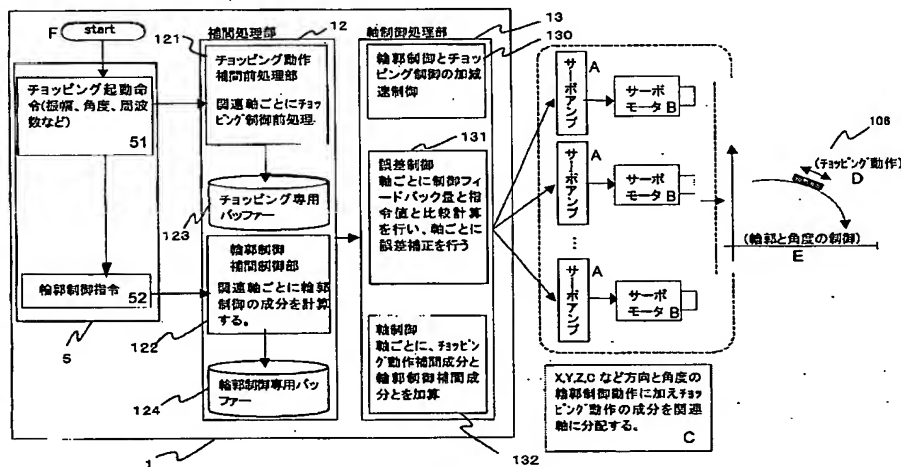 F
start
チョッピング起動命
令(振幅、角度、周波
数など)
51
輪郭制御指令
52
5
補間処理部
12
121
チョッピング動作
補間前処理
部
関連軸ごとにチョッ
ピング制御前処理
チョッピング専用
バッファー
123
輪郭制御
補間制御部
関連軸ごとに輪郭
制御の成分を計算
する。
122
輪郭制御専用バッ
ファー
124
軸制御処理部
13
130
輪郭制御とチョ
ッピング制御の加減
速制御
131
誤差制御
軸ごとに制御フィ
ードバック量と指
令値と比較計算
を行い、軸ごとに
誤差補正を行う
軸制御
軸ごとに、チョッピ
ング動作補間成分と
輪郭制御補間成
分とを加算
132
1
サーボアンプ
A
サーボ
モータ B
サーボアンプ
A
サーボ
モータ B
…
サーボアンプ
A
サーボ
モータ B
106
(チョッピング動作)
D
(輪郭と角度の制御)
E
X,Y,Z,C など方向と角度の
輪郭制御動作に加えチョッ
ピング動作の成分を関連
軸に分配する。
C